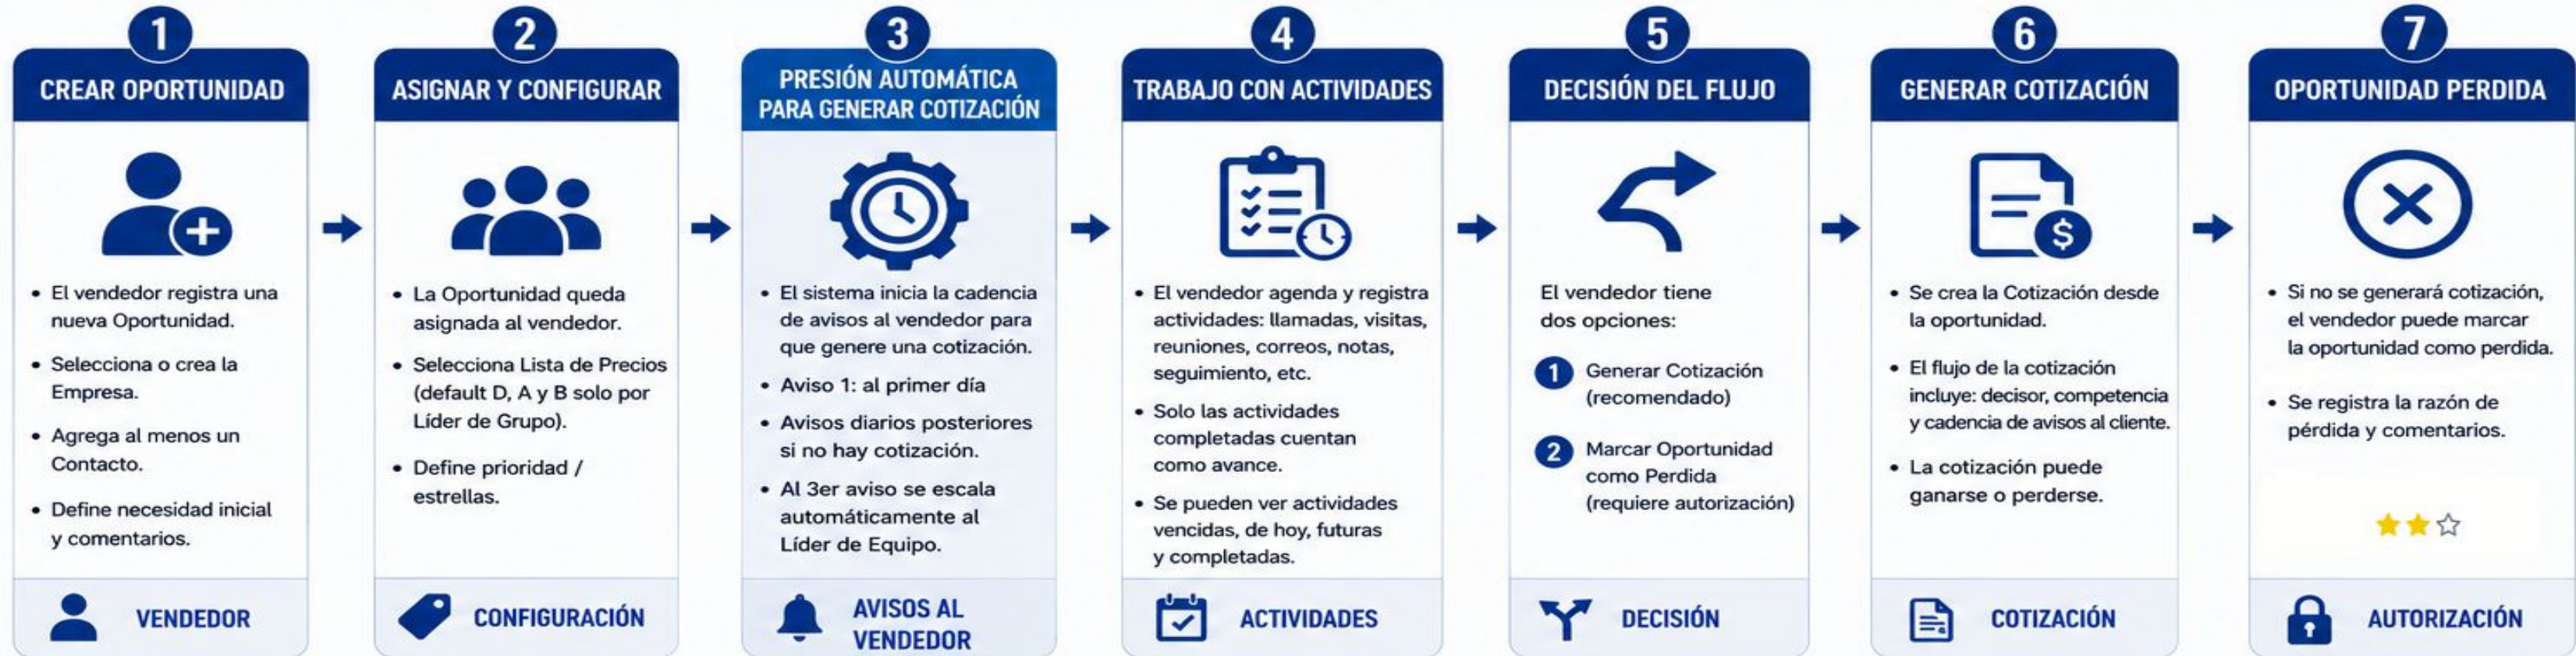 1
CREAR OPORTUNIDAD
• El vendedor registra una
nueva Oportunidad.
• Selecciona o crea la
Empresa.
• Agrega al menos un
Contacto.
• Define necesidad inicial
y comentarios.
VENDEDOR
2
ASIGNAR Y CONFIGURAR
• La Oportunidad queda
asignada al vendedor.
• Selecciona Lista de Precios
(default D, A y B solo por
Líder de Grupo).
• Define prioridad /
estrellas.
CONFIGURACIÓN
3
PRESIÓN AUTOMÁTICA
PARA GENERAR COTIZACIÓN
• El sistema inicia la cadencia
de avisos al vendedor para
que genere una cotización.
• Aviso 1: al primer día
• Avisos diarios posteriores
si no hay cotización.
• Al 3er aviso se escala
automáticamente al
Líder de Equipo.
AVISOS AL
VENDEDOR
4
TRABAJO CON ACTIVIDADES
• El vendedor agenda y registra
actividades: llamadas, visitas,
reuniones, correos, notas,
seguimiento, etc.
• Solo las actividades
completadas cuentan
como avance.
• Se pueden ver actividades
vencidas, de hoy, futuras
y completadas.
ACTIVIDADES
5
DECISIÓN DEL FLUJO
El vendedor tiene
dos opciones:
1 Generar Cotización
(recomendado)
2 Marcar Oportunidad
como Perdida
(requiere autorización)
DECISIÓN
6
GENERAR COTIZACIÓN
$
• Se crea la Cotización desde
la oportunidad.
• El flujo de la cotización
incluye: decisor, competencia
y cadencia de avisos al cliente.
• La cotización puede
ganarse o perderse.
COTIZACIÓN
7
OPORTUNIDAD PERDIDA
• Si no se generará cotización,
el vendedor puede marcar
la oportunidad como perdida.
• Se registra la razón de
pérdida y comentarios.
AUTORIZACIÓN